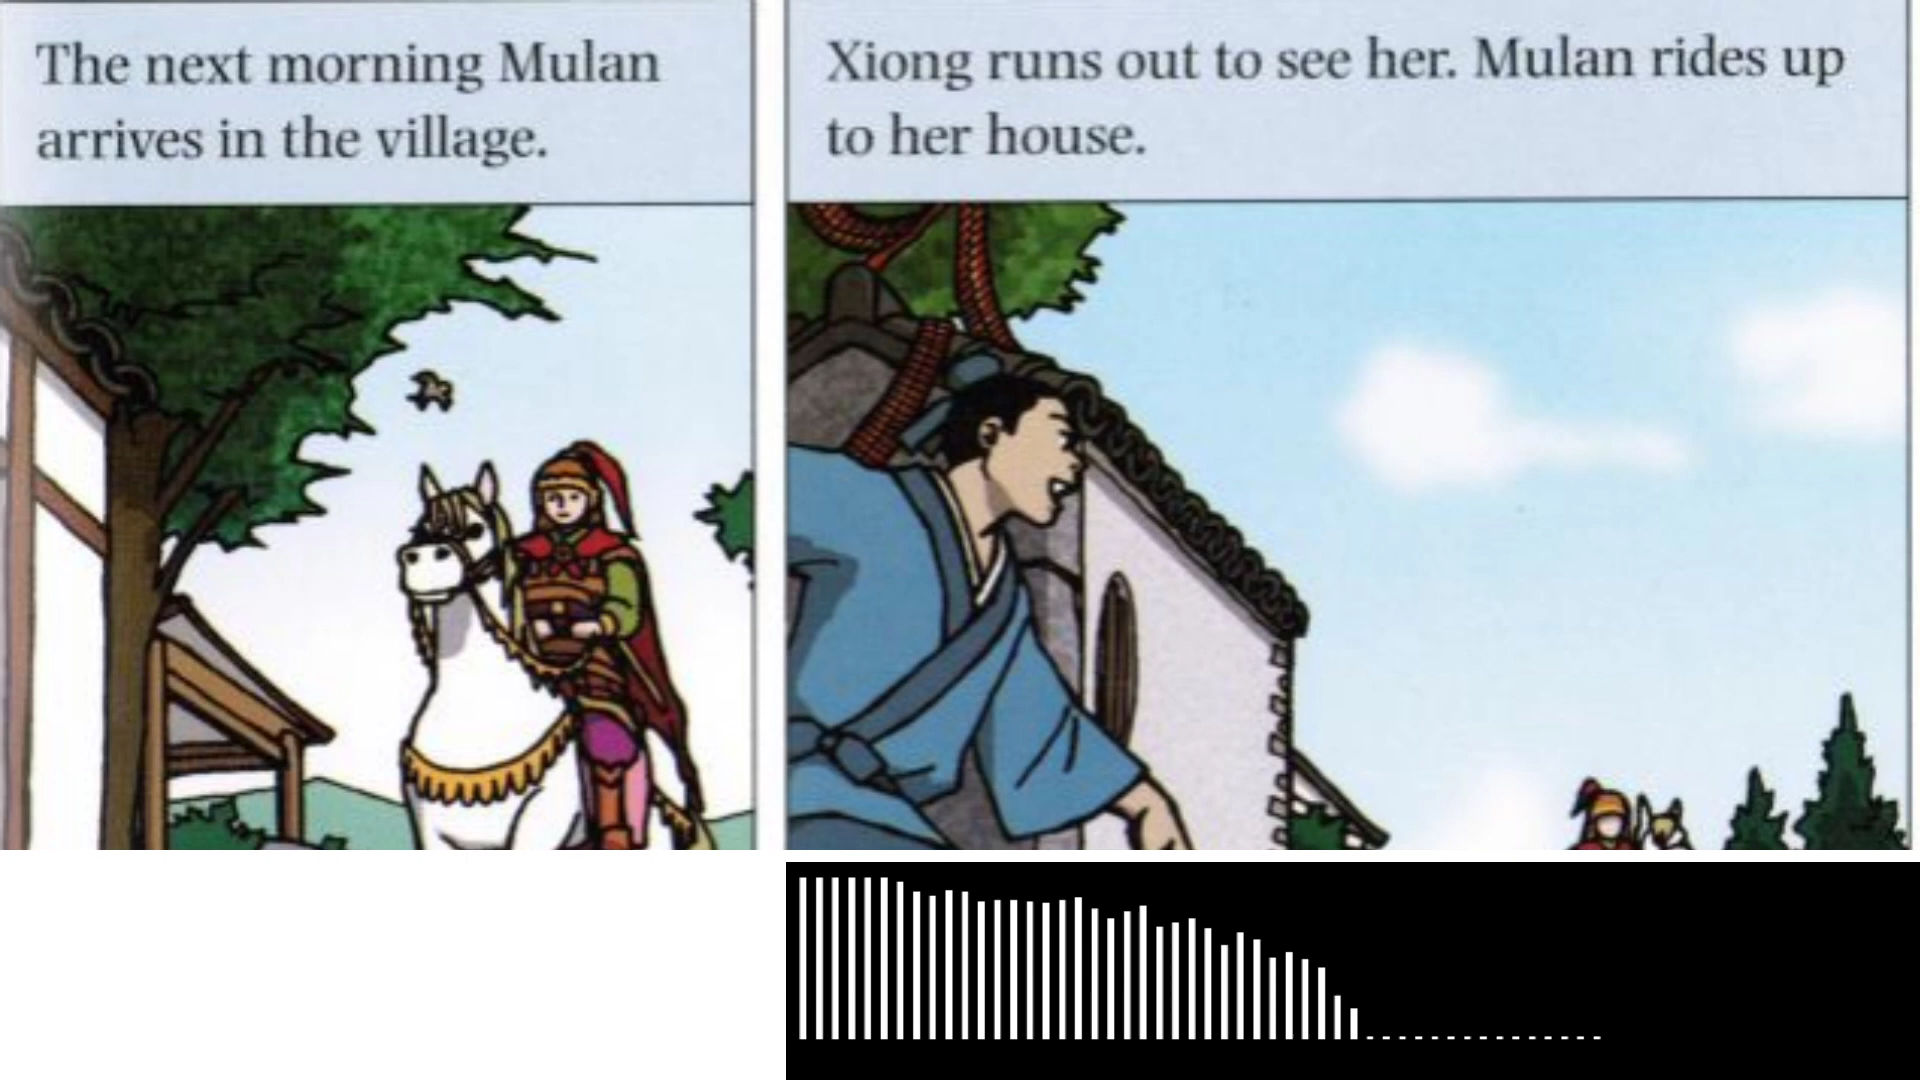 The next morning Mulan
arrives in the village.
Xiong runs out to see her. Mulan rides up
to her house.